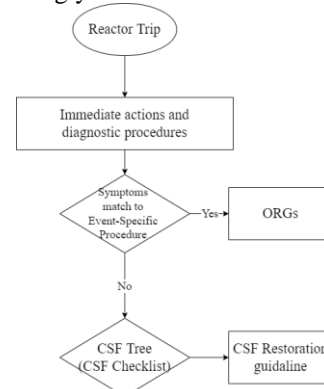 Reactor Trip
Immediate actions and
diagnostic procedures
Symptoms
match to
Event-Specific
Procedure
Yes
ORGs
No
CSF Tree
(CSF Checklist)
CSF Restoration
guidaline